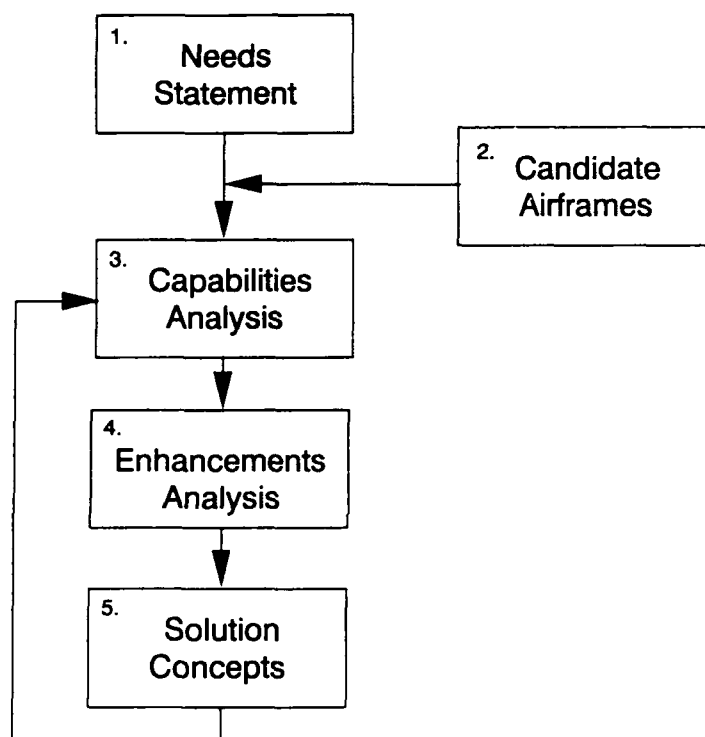 1.
Needs
Statement
2.
Candidate
Airframes
3.
Capabilities
Analysis
4.
Enhancements
Analysis
5.
Solution
Concepts